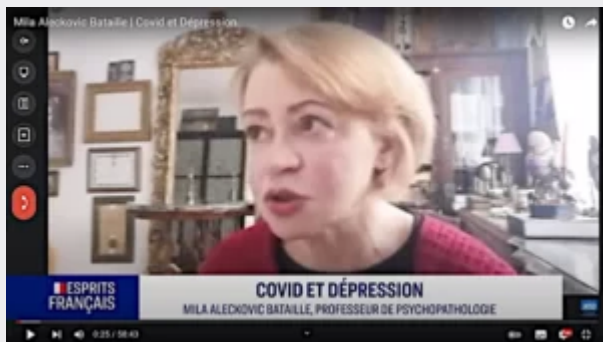 Mila Aleckovic Bataille | Covid et Dépression
ESPRITS
FRANÇAIS
COVID ET DÉPRESSION
MILA ALECKOVIC BATAILLE, PROFESSEUR DE PSYCHOPATHOLOGIE
0:25 / 58:43